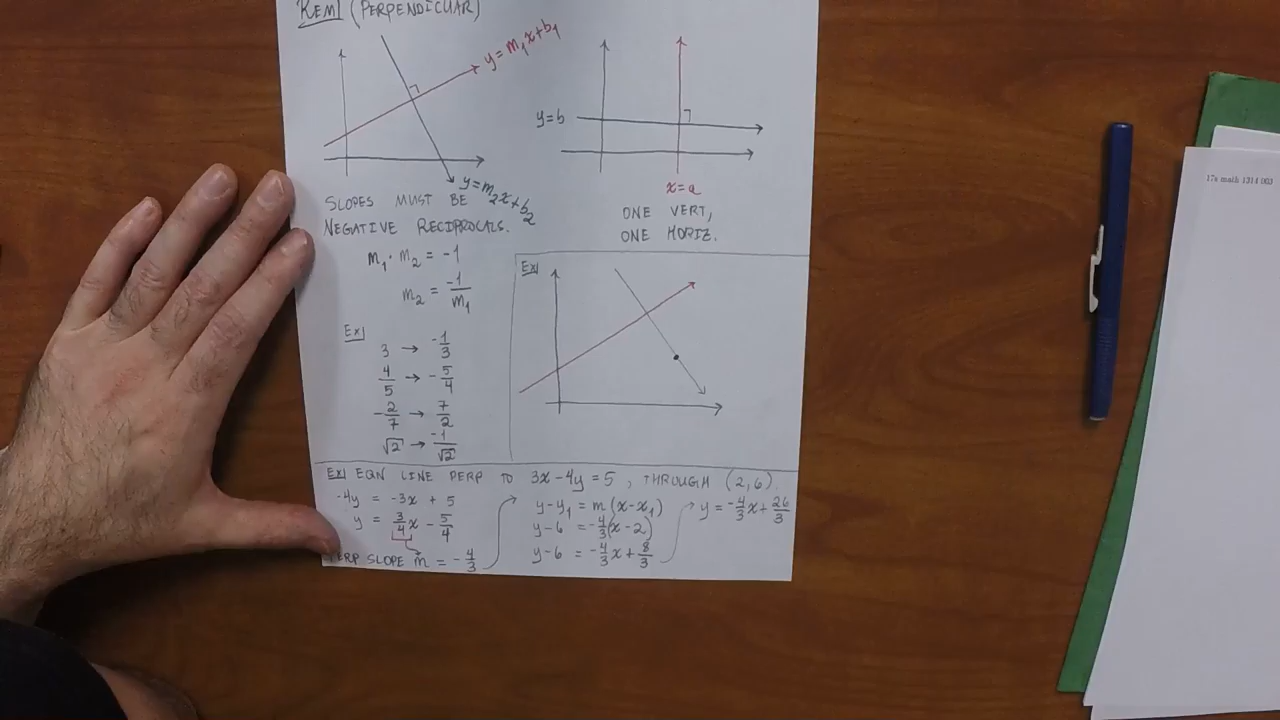 REM (PERPENDICULAR)
y=m₁x+b₁
y=m₂x+b₂
SLOPES MUST BE
NEGATIVE RECIPROCALS.
m₁·m₂ = -1
m₂ = -1/m₁
y=b
x=a
ONE VERT,
ONE HORIZ.
Ex
3 → -1/3
4/5 → -5/4
-2/7 → 7/2
√2 → -1/√2
Ex
Ex EQN LINE PERP TO 3x-4y=5, THROUGH (2,6).
-4y = -3x + 5
y = 3/4x - 5/4
PERP SLOPE m = -4/3
y-y₁ = m(x-x₁)
y-6 = -4/3(x-2)
y-6 = -4/3x+8/3
y=-4/3x+26/3
17s math 1314 003